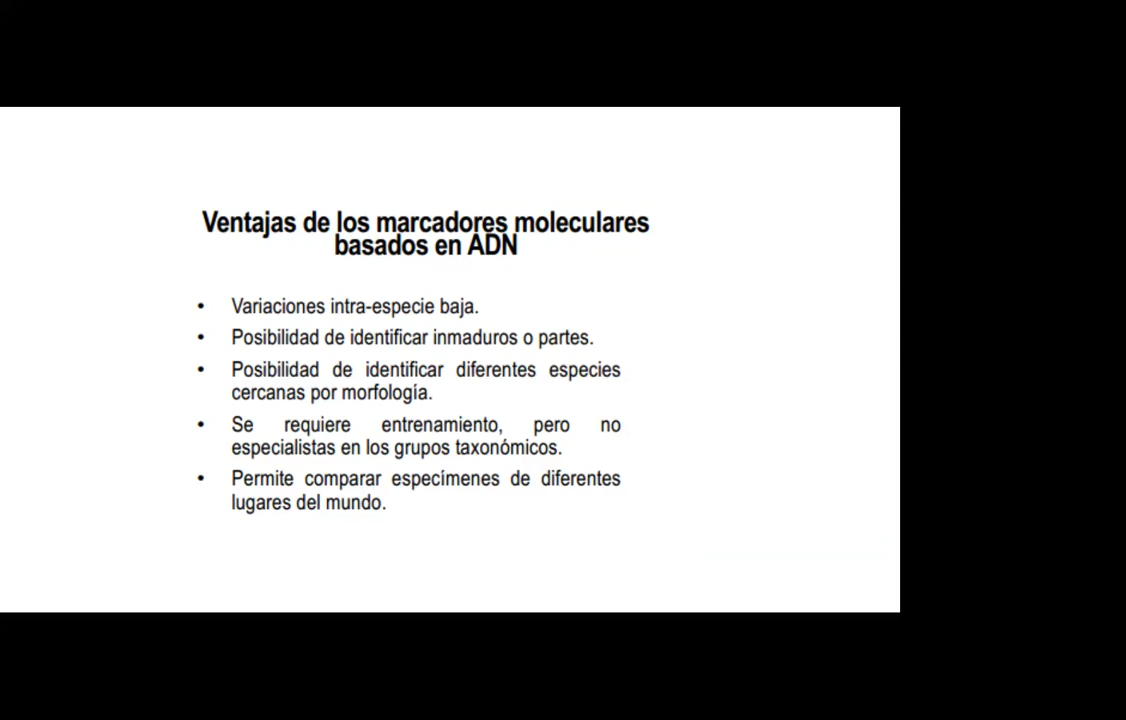 Ventajas de los marcadores moleculares
basados en ADN
• Variaciones intra-especie baja.
• Posibilidad de identificar inmaduros o partes.
• Posibilidad de identificar diferentes especies
cercanas por morfología.
• Se requiere entrenamiento, pero no
especialistas en los grupos taxonómicos.
• Permite comparar especímenes de diferentes
lugares del mundo.